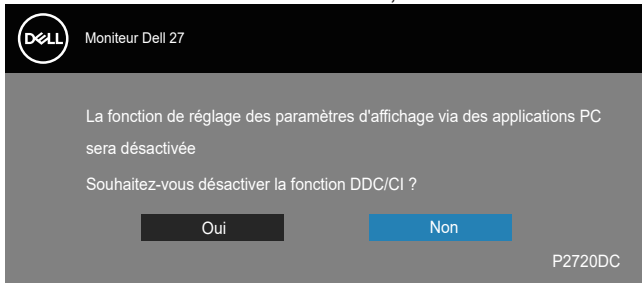 DELL
Moniteur Dell 27
La fonction de réglage des paramètres d'affichage via des applications PC
sera désactivée
Souhaitez-vous désactiver la fonction DDC/CI ?
Oui Non
P2720DC